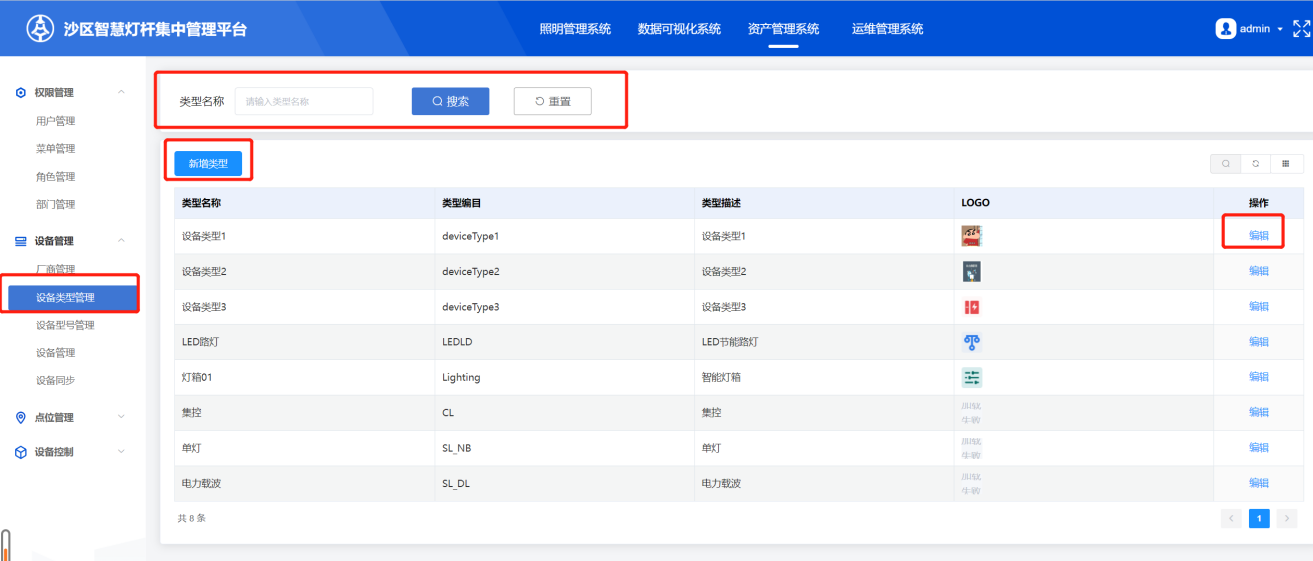 沙区智慧灯杆集中管理平台
照明管理系统 数据可视化系统 资产管理系统 运维管理系统
admin
权限管理
用户管理
菜单管理
角色管理
部门管理
设备管理
厂商管理
设备类型管理
设备型号管理
设备管理
设备同步
点位管理
设备控制
类型名称 请输入类型名称 搜索 重置
新增类型
类型名称 类型编目 类型描述 LOGO 操作
设备类型1 deviceType1 设备类型1 编辑
设备类型2 deviceType2 设备类型2 编辑
设备类型3 deviceType3 设备类型3 编辑
LED路灯 LEDLD LED节能路灯 编辑
灯箱01 Lighting 智能灯箱 编辑
集控 CL 集控 编辑
单灯 SL_NB 单灯 编辑
电力载波 SL_DL 电力载波 编辑
共 8 条
1